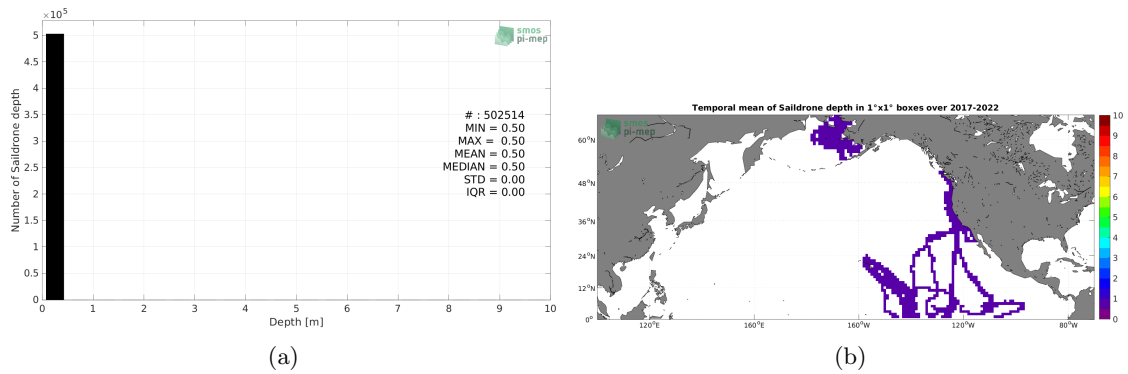 ×10⁵
5
4.5
4
3.5
3
2.5
2
1.5
1
0.5
0
Number of Saildrone depth
smos
pi-mep
# : 502514
MIN = 0.50
MAX = 0.50
MEAN = 0.50
MEDIAN = 0.50
STD = 0.00
IQR = 0.00
0 1 2 3 4 5 6 7 8 9 10
Depth [m]
(a)
Temporal mean of Saildrone depth in 1°x1° boxes over 2017-2022
smos
pi-mep
60°N
48°N
36°N
24°N
12°N
0°
120°E 160°E 160°W 120°W 80°W
10
9
8
7
6
5
4
3
2
1
0
(b)